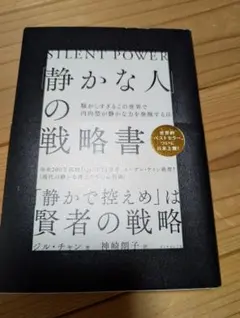 SILENT POWER
「静かな人」
の
戦略書
騒がしすぎるこの世界で
内向型が静かな力を発揮する法
世界的
ベストセラー
ついに
日本上陸!
「静かで控えめ」は
賢者の戦略
ジル・チャン 著
神崎朗子 訳